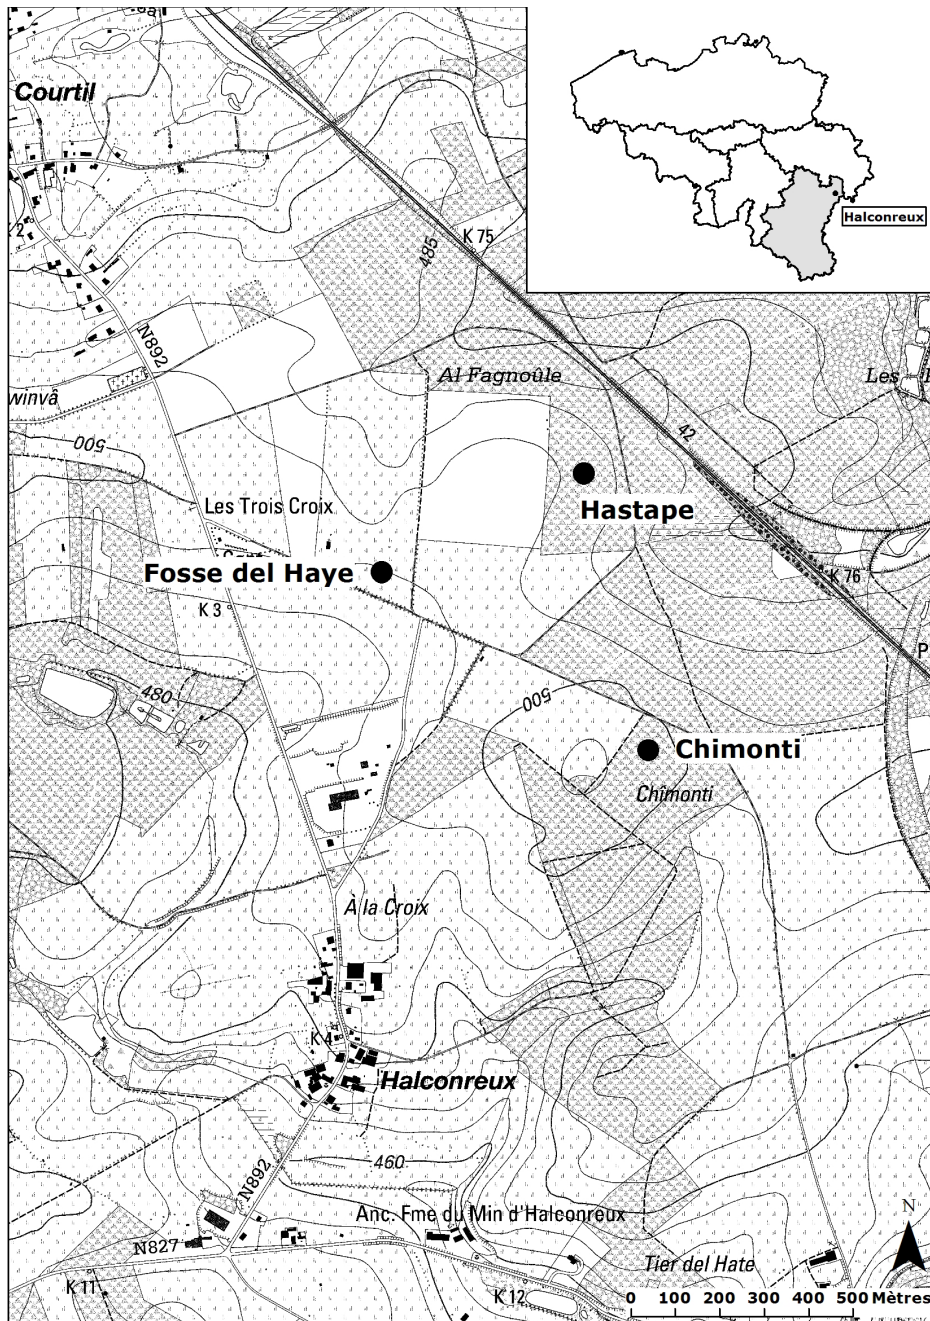 Courtil
K 75
485
Halconreux
N892
Al Fagnoûle
Les
winvâ
42
500
Hastape
Les Trois Croix
Fosse del Haye
K 76
K 3
P
480
500
Chimonti
Chîmonti
À la Croix
K 4
Halconreux
460
N892
Anc. Fme du Min d'Halconreux
N
N827
Tier del Hate
K 11
K 12
0 100 200 300 400 500 Mètres